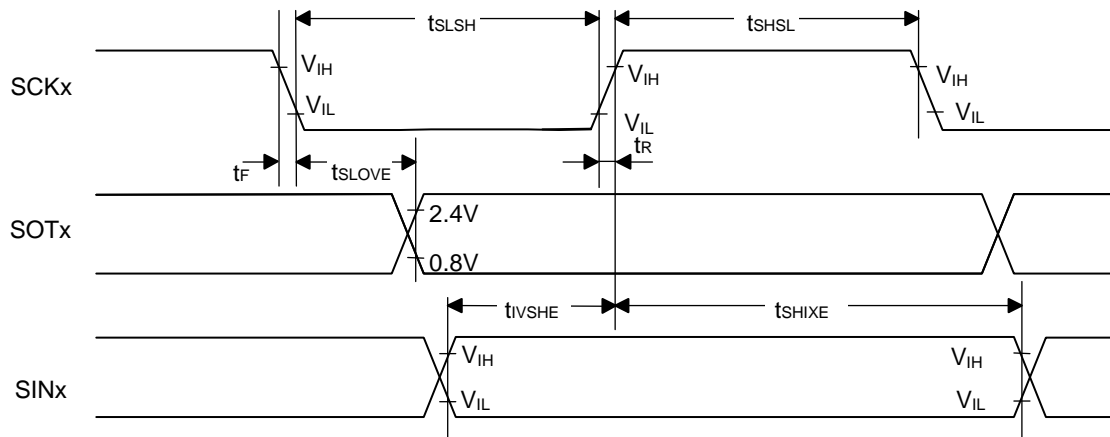 tSLSH tSHSL
SCKx VIH VIH VIH
VIL VIL VIL
tF tSLOVE tR
SOTx 2.4V
0.8V
tIVSHE tSHIXE
SINx VIH VIH
VIL VIL